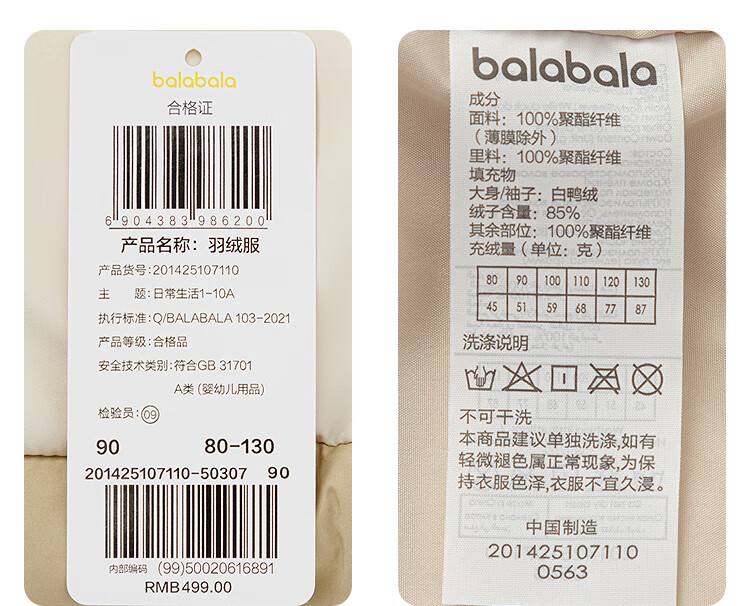 balabala
合格证
6 904383 986200
产品名称：羽绒服
产品货号:201425107110
主 题:日常生活1-10A
执行标准:Q/BALABALA 103-2021
产品等级:合格品
安全技术类别:符合GB 31701
A类 (婴幼儿用品)
检验员:09
90 80-130
201425107110-50307 90
内部编码 (99)50020616891
RMB499.00
balabala
成分
面料：100%聚酯纤维
（薄膜除外）
里料：100%聚酯纤维
填充物
大身/袖子：白鸭绒
绒子含量：85%
其余部位：100%聚酯纤维
充绒量（单位：克）
80 90 100 110 120 130
45 51 59 68 77 87
洗涤说明
不可干洗
本商品建议单独洗涤,如有
轻微褪色属正常现象,为保
持衣服色泽,衣服不宜久浸。
中国制造
201425107110
0563